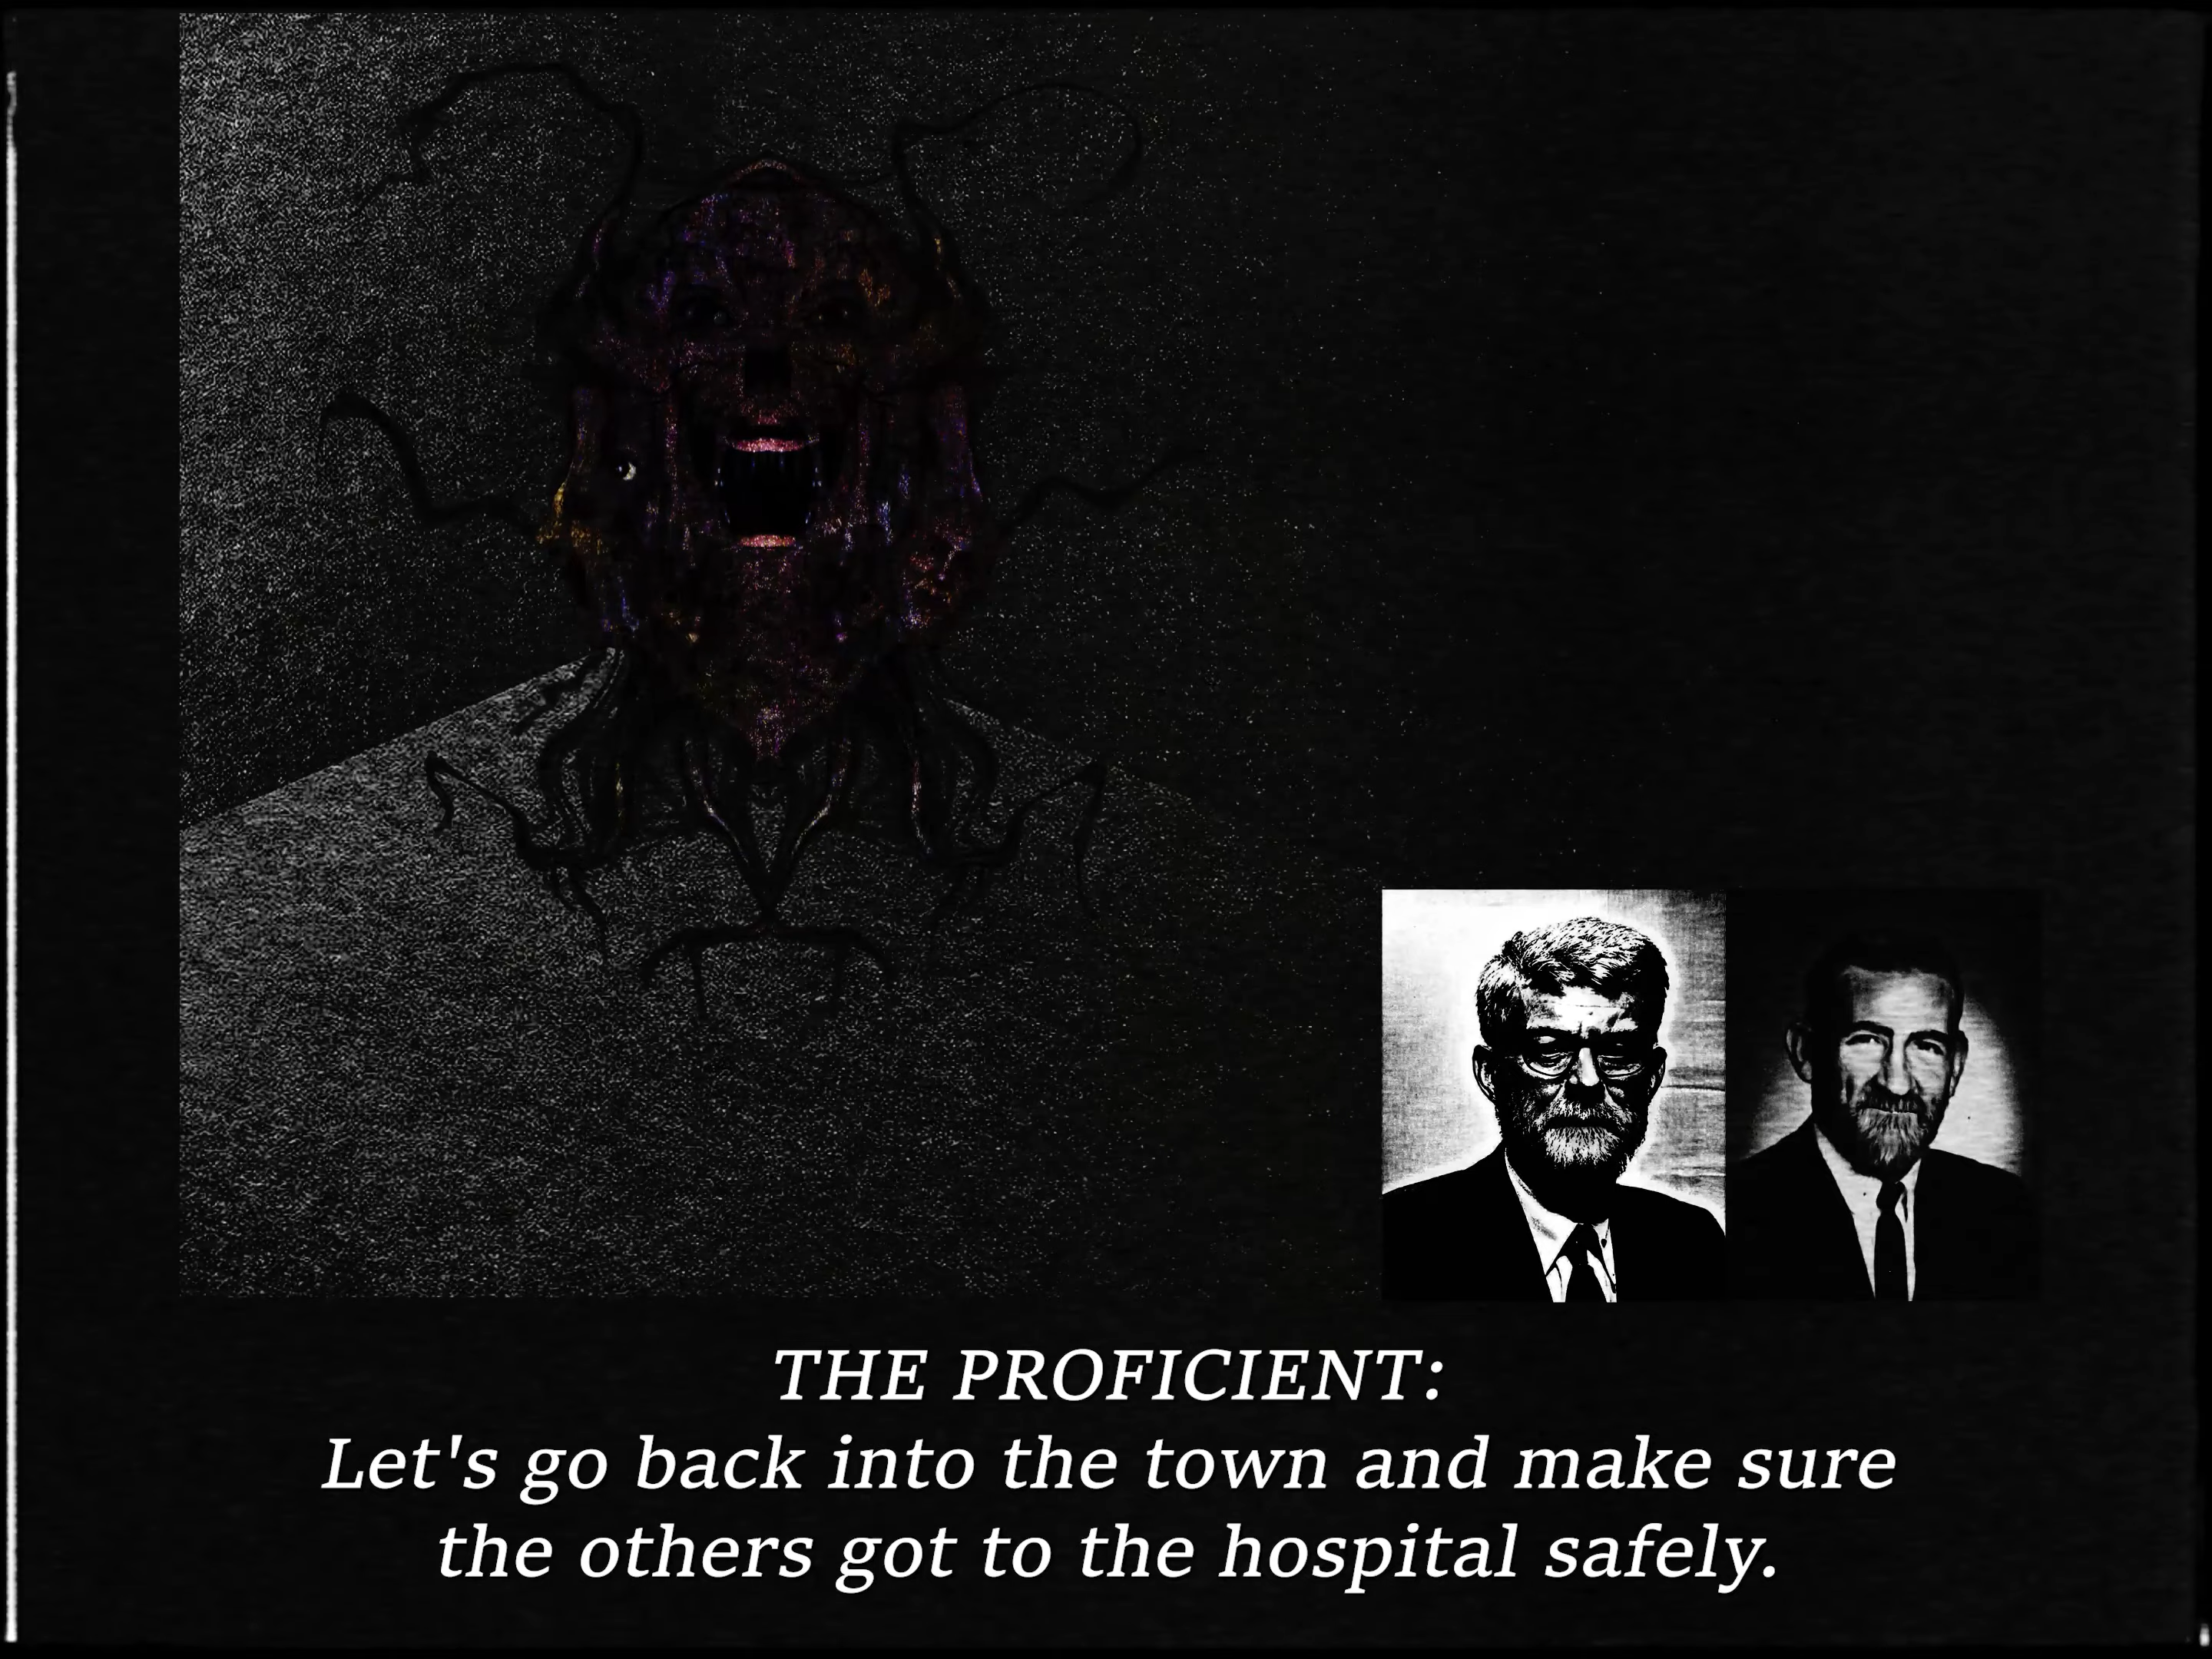 THE PROFICIENT:
Let's go back into the town and make sure
the others got to the hospital safely.